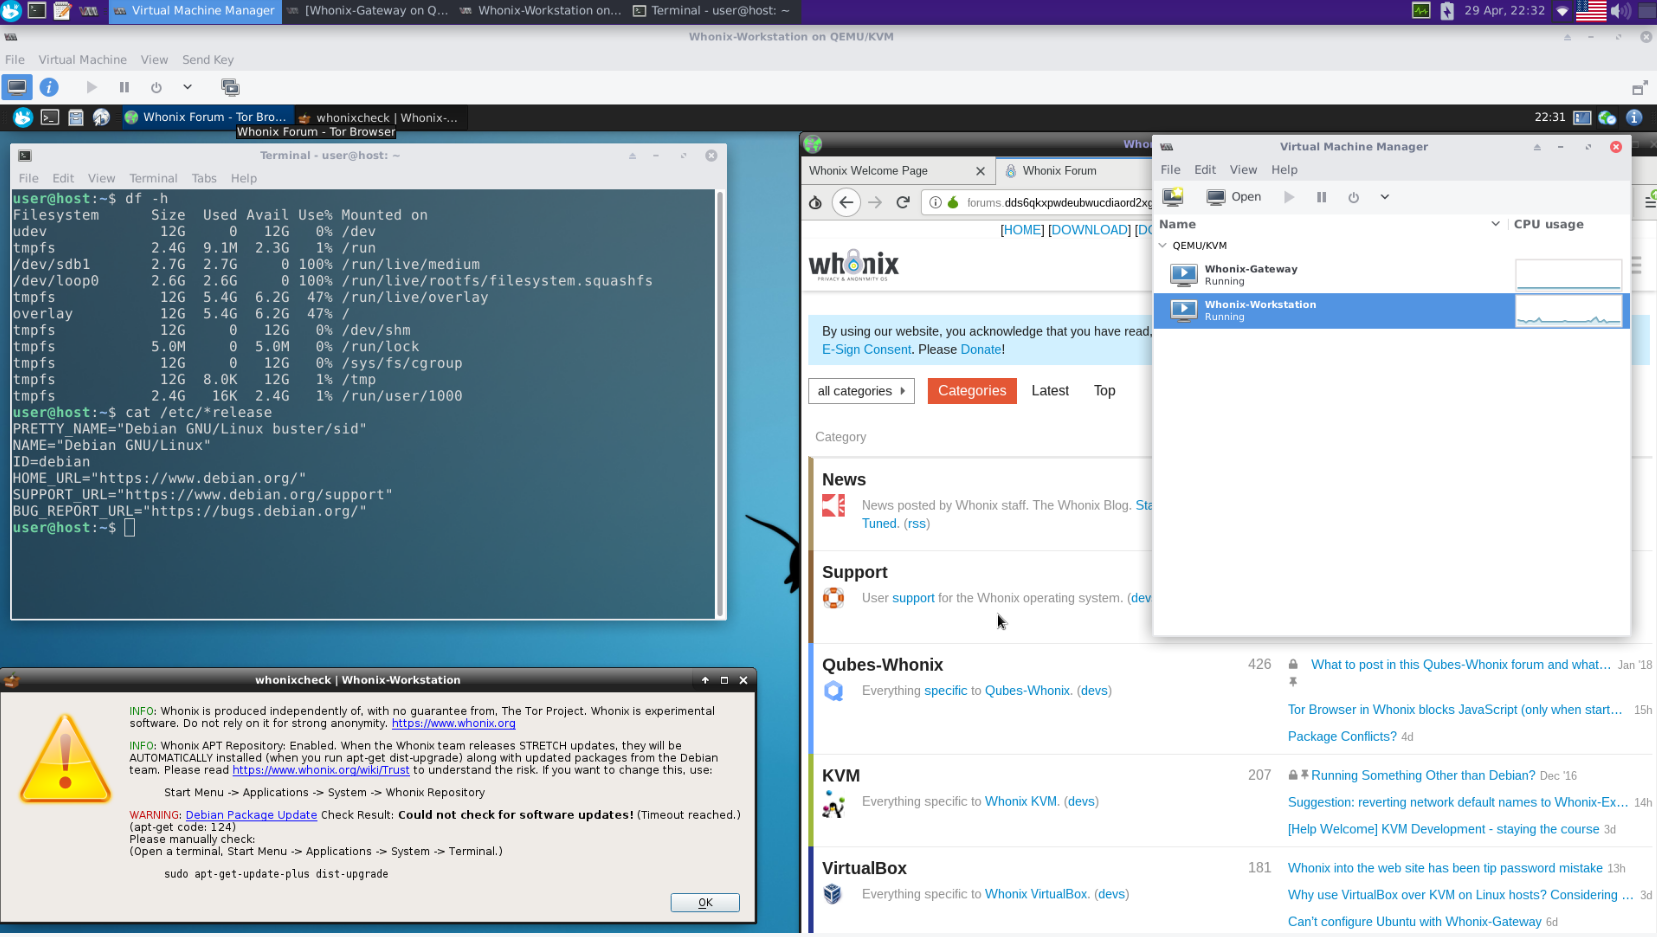 Virtual Machine Manager
[Whonix-Gateway on Q...
Whonix-Workstation on...
Terminal - user@host: ~
29 Apr, 22:32
Whonix-Workstation on QEMU/KVM
File Virtual Machine View Send Key
Whonix Forum - Tor Bro...
whonixcheck | Whonix-...
22:31
Whonix Forum - Tor Browser
Terminal - user@host: ~
File Edit View Terminal Tabs Help
user@host:~$ df -h
Filesystem Size Used Avail Use% Mounted on
udev 12G 0 12G 0% /dev
tmpfs 2.4G 9.1M 2.3G 1% /run
/dev/sdb1 2.7G 2.7G 0 100% /run/live/medium
/dev/loop0 2.6G 2.6G 0 100% /run/live/rootfs/filesystem.squashfs
tmpfs 12G 5.4G 6.2G 47% /run/live/overlay
overlay 12G 5.4G 6.2G 47% /
tmpfs 12G 0 12G 0% /dev/shm
tmpfs 5.0M 0 5.0M 0% /run/lock
tmpfs 12G 0 12G 0% /sys/fs/cgroup
tmpfs 12G 8.0K 12G 1% /tmp
tmpfs 2.4G 16K 2.4G 1% /run/user/1000
user@host:~$ cat /etc/*release
PRETTY_NAME="Debian GNU/Linux buster/sid"
NAME="Debian GNU/Linux"
ID=debian
HOME_URL="https://www.debian.org/"
SUPPORT_URL="https://www.debian.org/support"
BUG_REPORT_URL="https://bugs.debian.org/"
user@host:~$
whonixcheck | Whonix-Workstation
INFO: Whonix is produced independently of, with no guarantee from, The Tor Project. Whonix is experimental
software. Do not rely on it for strong anonymity. https://www.whonix.org
INFO: Whonix APT Repository: Enabled. When the Whonix team releases STRETCH updates, they will be
AUTOMATICALLY installed (when you run apt-get dist-upgrade) along with updated packages from the Debian
team. Please read https://www.whonix.org/wiki/Trust to understand the risk. If you want to change this, use:
Start Menu -> Applications -> System -> Whonix Repository
WARNING: Debian Package Update Check Result: Could not check for software updates! (Timeout reached.)
(apt-get code: 124)
Please manually check:
(Open a terminal, Start Menu -> Applications -> System -> Terminal.)
sudo apt-get-update-plus dist-upgrade
OK
Who
Whonix Welcome Page
Whonix Forum
forums.dds6qkxpwdeubwucdiaord2xg
[HOME] [DOWNLOAD] [DO
whonix
PRIVACY & ANONYMITY OS
By using our website, you acknowledge that you have read,
E-Sign Consent. Please Donate!
all categories Categories Latest Top
Category
News
News posted by Whonix staff. The Whonix Blog. Sta
Tuned. (rss)
Support
User support for the Whonix operating system. (dev
Qubes-Whonix
Everything specific to Qubes-Whonix. (devs)
426
What to post in this Qubes-Whonix forum and what... Jan '18
Tor Browser in Whonix blocks JavaScript (only when start... 15h
Package Conflicts? 4d
KVM
Everything specific to Whonix KVM. (devs)
207
Running Something Other than Debian? Dec '16
Suggestion: reverting network default names to Whonix-Ex... 14h
[Help Welcome] KVM Development - staying the course 3d
VirtualBox
Everything specific to Whonix VirtualBox. (devs)
181
Whonix into the web site has been tip password mistake 13h
Why use VirtualBox over KVM on Linux hosts? Considering ... 3d
Can't configure Ubuntu with Whonix-Gateway 6d
Virtual Machine Manager
File Edit View Help
Open
Name CPU usage
QEMU/KVM
Whonix-Gateway
Running
Whonix-Workstation
Running